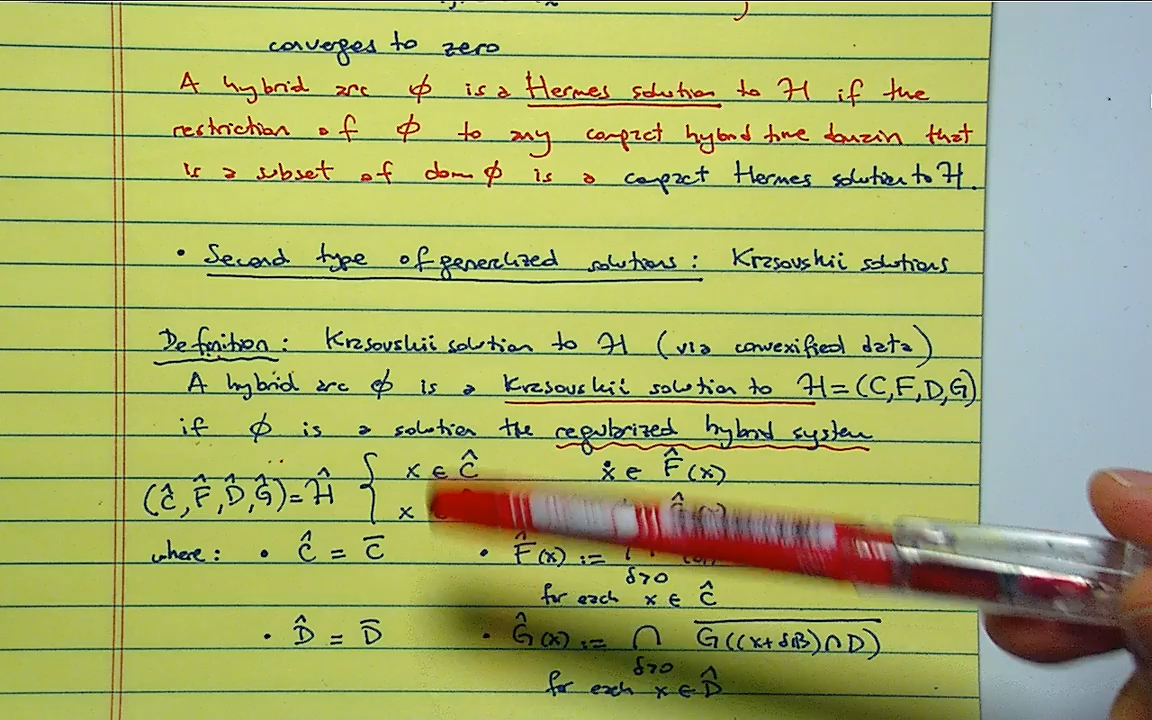 converges to zero
A hybrid arc ϕ is a Hermes solution to H if the
restriction of ϕ to any compact hybrid time domain that
is a subset of dom ϕ is a compact Hermes solution to H.
• Second type of generalized solutions: Krasovskii solutions
Definition: Krasovskii solution to H (via convexified data)
A hybrid arc ϕ is a Krasovskii solution to H = (C,F,D,G)
if ϕ is a solution the regularized hybrid system
(Ĉ,F̂,D̂,Ĝ)=Ĥ { x ∈ Ĉ ẋ ∈ F̂(x)
x
where: • Ĉ = C̅ • F̂(x) :=
δ>0
for each x ∈ Ĉ
• D̂ = D̅ • Ĝ(x) := ∩ \overline{G((x+δB)∩D)}
δ>0
for each x ∈ D̂